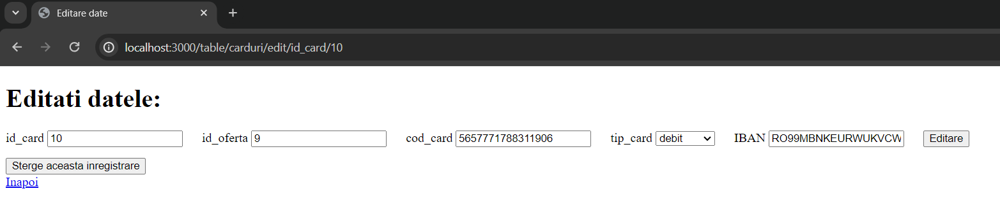 Editare date
localhost:3000/table/carduri/edit/id_card/10
Editati datele:
id_card 10 id_oferta 9 cod_card 5657771788311906 tip_card debit IBAN RO99MBNKEURWUKVCW Editare
Sterge aceasta inregistrare
Inapoi